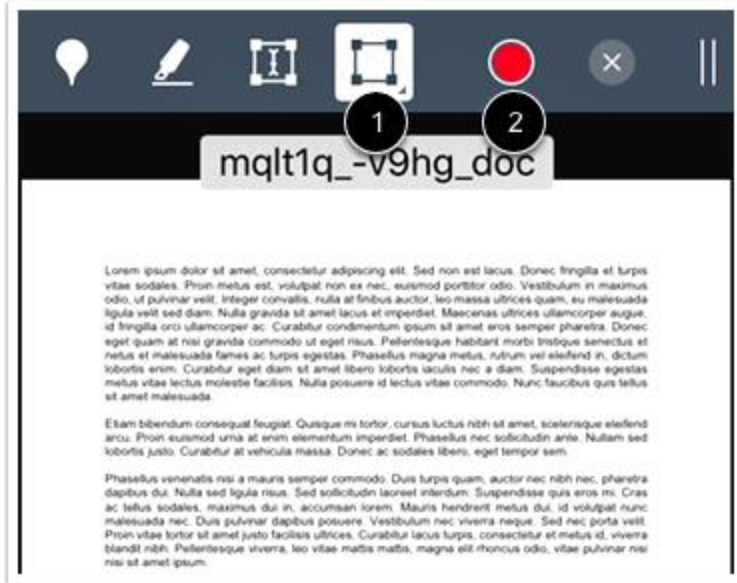 1
2
mqlt1q_-v9hg_doc
Lorem ipsum dolor sit amet, consectetur adipiscing elit. Sed non est lacus. Donec fringilla et turpis
vitae sodales. Proin metus est, volutpat non ex nec, euismod porttitor odio. Vestibulum in maximus
odio, ut pulvinar velit. Integer convallis, nulla at finibus auctor, leo massa ultrices quam, eu malesuada
ligula velit sed diam. Nulla gravida sit amet lacus et imperdiet. Maecenas ultrices ullamcorper augue,
id fringilla orci ullamcorper ac. Curabitur condimentum ipsum sit amet eros semper pharetra. Donec
eget quam at nisi gravida commodo ut eget risus. Pellentesque habitant morbi tristique senectus et
netus et malesuada fames ac turpis egestas. Phasellus magna metus, rutrum vel eleifend in, dictum
lobortis enim. Curabitur eget diam sit amet libero lobortis iaculis nec a diam. Suspendisse egestas
metus vitae lectus molestie facilisis. Nulla posuere id lectus vitae commodo. Nunc faucibus quis tellus
sit amet malesuada.
Etiam bibendum consequat feugiat. Quisque mi tortor, cursus luctus nibh sit amet, scelerisque eleifend
arcu. Proin euismod urna at enim elementum imperdiet. Phasellus nec sollicitudin ante. Nullam sed
lobortis justo. Curabitur at vehicula massa. Donec ac sodales libero, eget tempor sem.
Phasellus venenatis nisi a mauris semper commodo. Duis turpis quam, auctor nec nibh nec, pharetra
dapibus dui. Nulla sed ligula risus. Sed sollicitudin laoreet interdum. Suspendisse quis eros mi. Cras
ac tellus sodales, maximus dui in, accumsan lorem. Mauris hendrerit metus dui, id volutpat nunc
malesuada nec. Duis pulvinar dapibus posuere. Vestibulum nec viverra neque. Sed nec porta velit.
Proin vitae tortor sit amet justo facilisis ultrices. Curabitur lacus turpis, consectetur et metus id, viverra
blandit nibh. Pellentesque viverra, leo vitae mattis mattis, magna elit rhoncus odio, vitae pulvinar nisi
nisi sit amet ipsum.